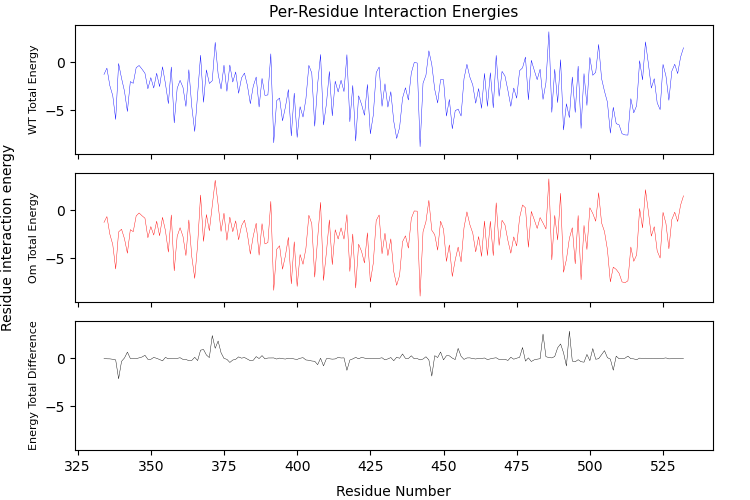 Per-Residue Interaction Energies
Residue interaction energy
WT Total Energy
0
−5
Om Total Energy
0
−5
Energy Total Difference
0
−5
325 350 375 400 425 450 475 500 525
Residue Number